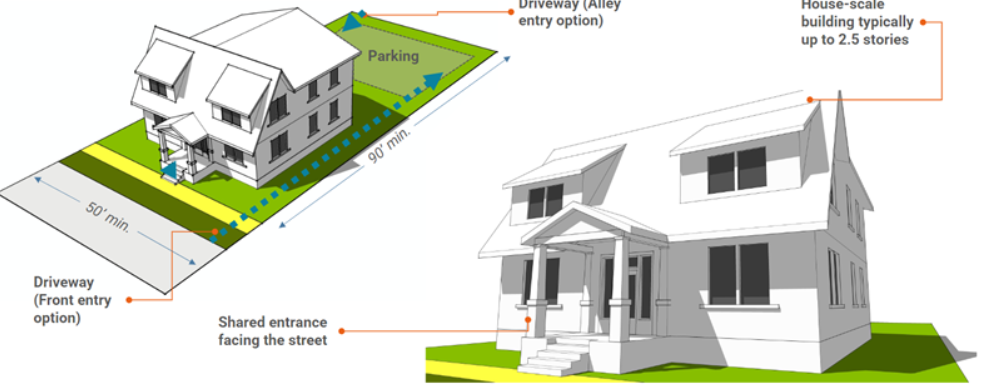 Driveway (Alley
entry option)
House-scale
building typically
up to 2.5 stories
Parking
90' min.
50' min.
Driveway
(Front entry
option)
Shared entrance
facing the street